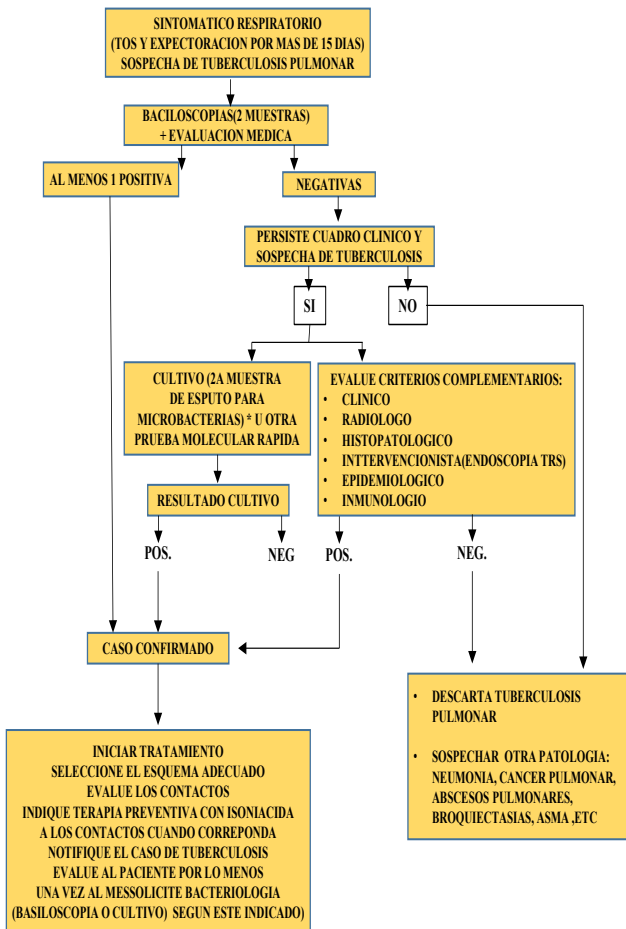 SINTOMATICO RESPIRATORIO
(TOS Y EXPECTORACION POR MAS DE 15 DIAS)
SOSPECHA DE TUBERCULOSIS PULMONAR
BACILOSCOPIAS(2 MUESTRAS)
+ EVALUACION MEDICA
AL MENOS 1 POSITIVA
NEGATIVAS
PERSISTE CUADRO CLINICO Y
SOSPECHA DE TUBERCULOSIS
SI
NO
CULTIVO (2A MUESTRA
DE ESPUTO PARA
MICROBACTERIAS) * U OTRA
PRUEBA MOLECULAR RAPIDA
EVALUE CRITERIOS COMPLEMENTARIOS:
• CLINICO
• RADIOLOGO
• HISTOPATOLOGICO
• INTTERVENCIONISTA(ENDOSCOPIA TRS)
• EPIDEMIOLOGICO
• INMUNOLOGIO
RESULTADO CULTIVO
POS.
NEG
POS.
NEG.
CASO CONFIRMADO
• DESCARTA TUBERCULOSIS
PULMONAR
• SOSPECHAR OTRA PATOLOGIA:
NEUMONIA, CANCER PULMONAR,
ABSCESOS PULMONARES,
BROQUIECTASIAS, ASMA ,ETC
INICIAR TRATAMIENTO
SELECCIONE EL ESQUEMA ADECUADO
EVALUE LOS CONTACTOS
INDIQUE TERAPIA PREVENTIVA CON ISONIACIDA
A LOS CONTACTOS CUANDO CORREPONDA
NOTIFIQUE EL CASO DE TUBERCULOSIS
EVALUE AL PACIENTE POR LO MENOS
UNA VEZ AL MESSOLICITE BACTERIOLOGIA
(BASILOSCOPIA O CULTIVO) SEGUN ESTE INDICADO)